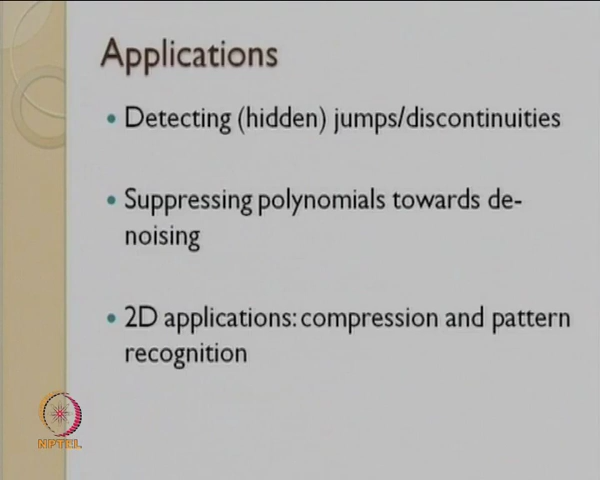 Applications
• Detecting (hidden) jumps/discontinuities
• Suppressing polynomials towards de-
noising
• 2D applications: compression and pattern
recognition
NPTEL